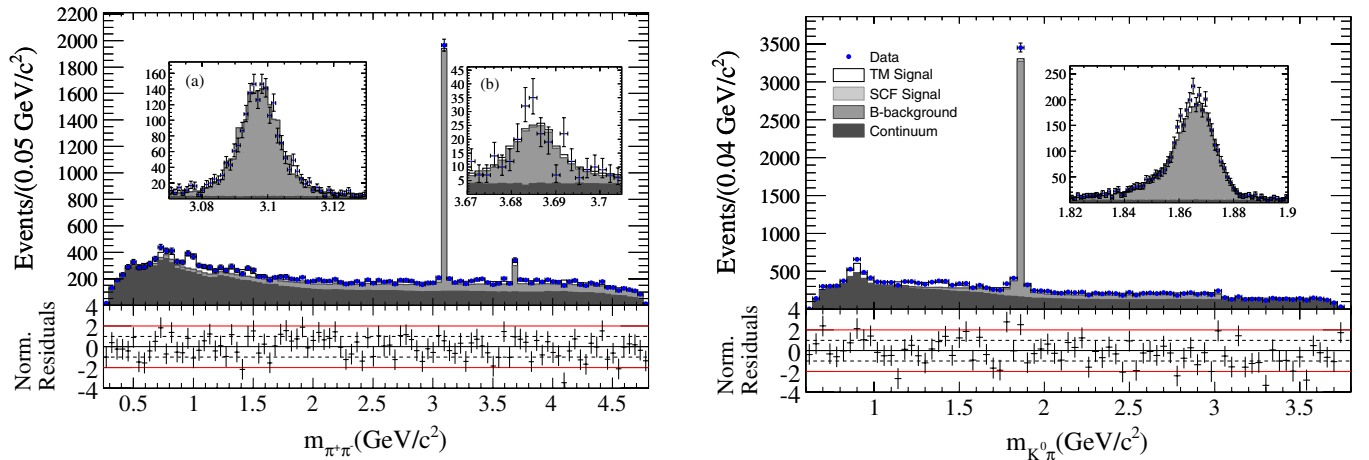 Events/(0.05 GeV/c²)
2200
2000
1800
1600
1400
1200
1000
800
600
400
200
(a)
160
140
120
100
80
60
40
20
3.08 3.1 3.12
(b)
45
40
35
30
25
20
15
10
5
3.67 3.68 3.69 3.7
Norm.
Residuals
4
2
0
-2
-4
0.5 1 1.5 2 2.5 3 3.5 4 4.5
m π⁺π⁻ (GeV/c²)
Events/(0.04 GeV/c²)
3500
3000
2500
2000
1500
1000
500
Data
TM Signal
SCF Signal
B-background
Continuum
250
200
150
100
50
1.82 1.84 1.86 1.88 1.9
Norm.
Residuals
4
2
0
-2
-4
1 1.5 2 2.5 3 3.5
m K⁰π (GeV/c²)